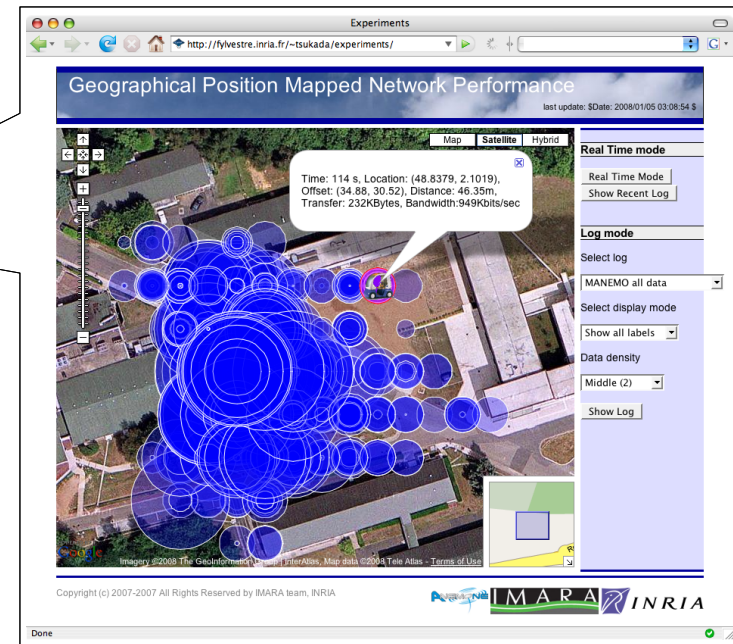 Experiments
http://fylvestre.inria.fr/~tsukada/experiments/
G
Geographical Position Mapped Network Performance
last update: $Date: 2008/01/05 03:08:54 $
Map Satellite Hybrid
Time: 114 s, Location: (48.8379, 2.1019),
Offset: (34.88, 30.52), Distance: 46.35m,
Transfer: 232KBytes, Bandwidth:949Kbits/sec
Real Time mode
Real Time Mode
Show Recent Log
Log mode
Select log
MANEMO all data
Select display mode
Show all labels
Data density
Middle (2)
Show Log
Google
Imagery ©2008 The GeoInformation Group | InterAtlas, Map data ©2008 Tele Atlas - Terms of Use
Copyright (c) 2007-2007 All Rights Reserved by IMARA team, INRIA
ANEMONE IMARA INRIA
Done